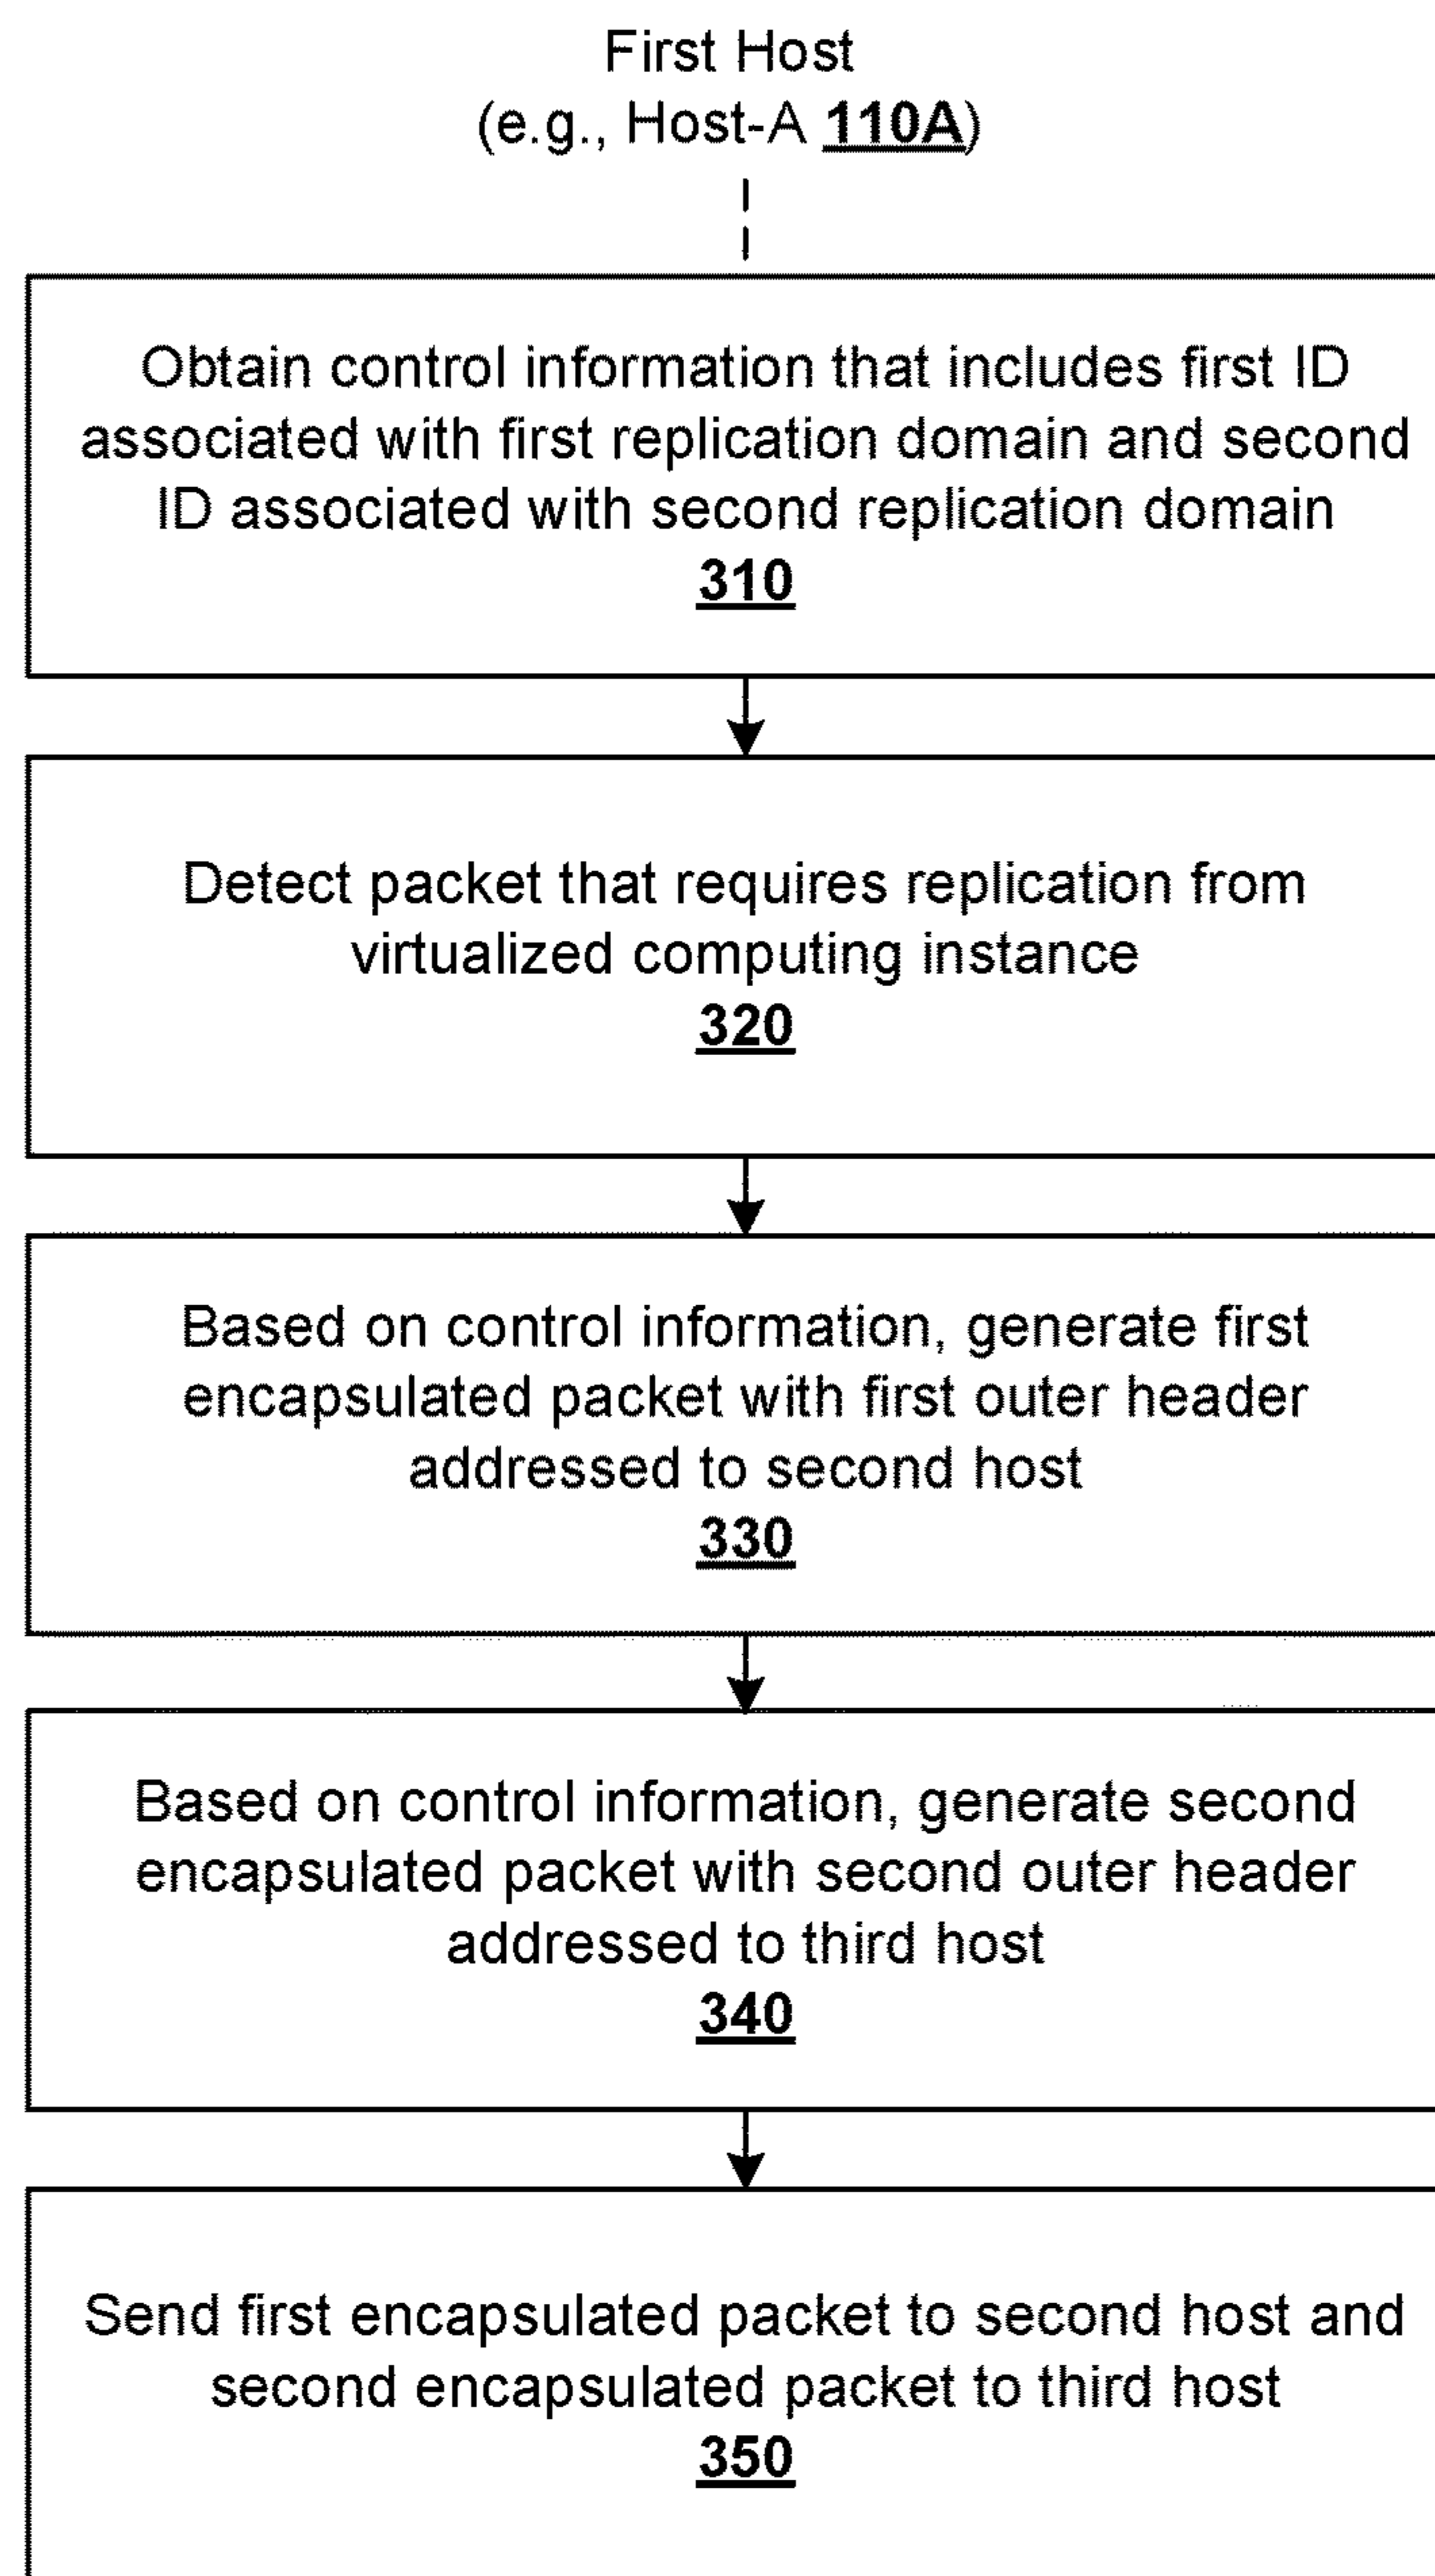 First Host
(e.g., Host-A 110A)
Obtain control information that includes first ID
associated with first replication domain and second
ID associated with second replication domain
310
Detect packet that requires replication from
virtualized computing instance
320
Based on control information, generate first
encapsulated packet with first outer header
addressed to second host
330
Based on control information, generate second
encapsulated packet with second outer header
addressed to third host
340
Send first encapsulated packet to second host and
second encapsulated packet to third host
350